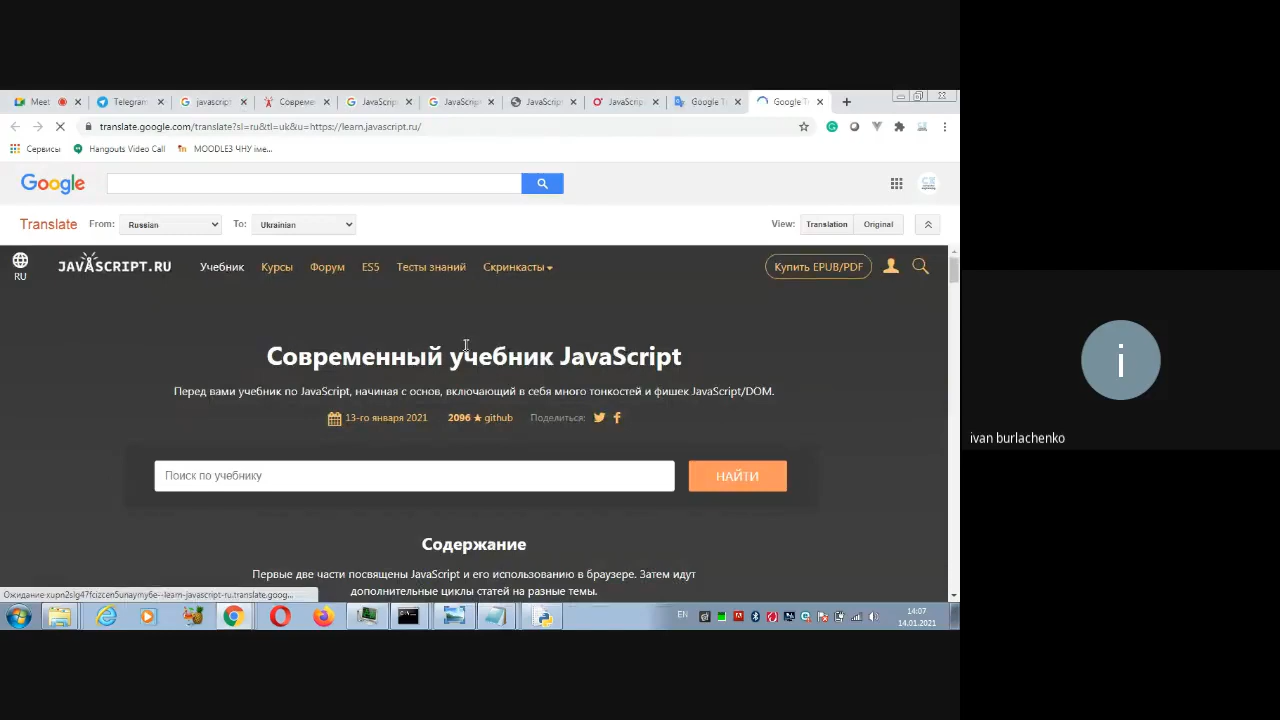 Meet
Telegram
javascript
Совреме
JavaScrip
JavaScrip
JavaScrip
JavaScrip
Google T
Google T
translate.google.com/translate?sl=ru&tl=uk&u=https://learn.javascript.ru/
Сервисы
Hangouts Video Call
MOODLE3 ЧНУ іме...
Google
Translate From: Russian To: Ukrainian View: Translation Original
RU
JAVASCRIPT.RU Учебник Курсы Форум ES5 Тесты знаний Скринкасты Купить EPUB/PDF
Современный учебник JavaScript
Перед вами учебник по JavaScript, начиная с основ, включающий в себя много тонкостей и фишек JavaScript/DOM.
13-го января 2021 2096 ★ github Поделиться:
Поиск по учебнику НАЙТИ
Содержание
Первые две части посвящены JavaScript и его использованию в браузере. Затем идут
дополнительные циклы статей на разные темы.
EN
14:07
14.01.2021
i
ivan burlachenko